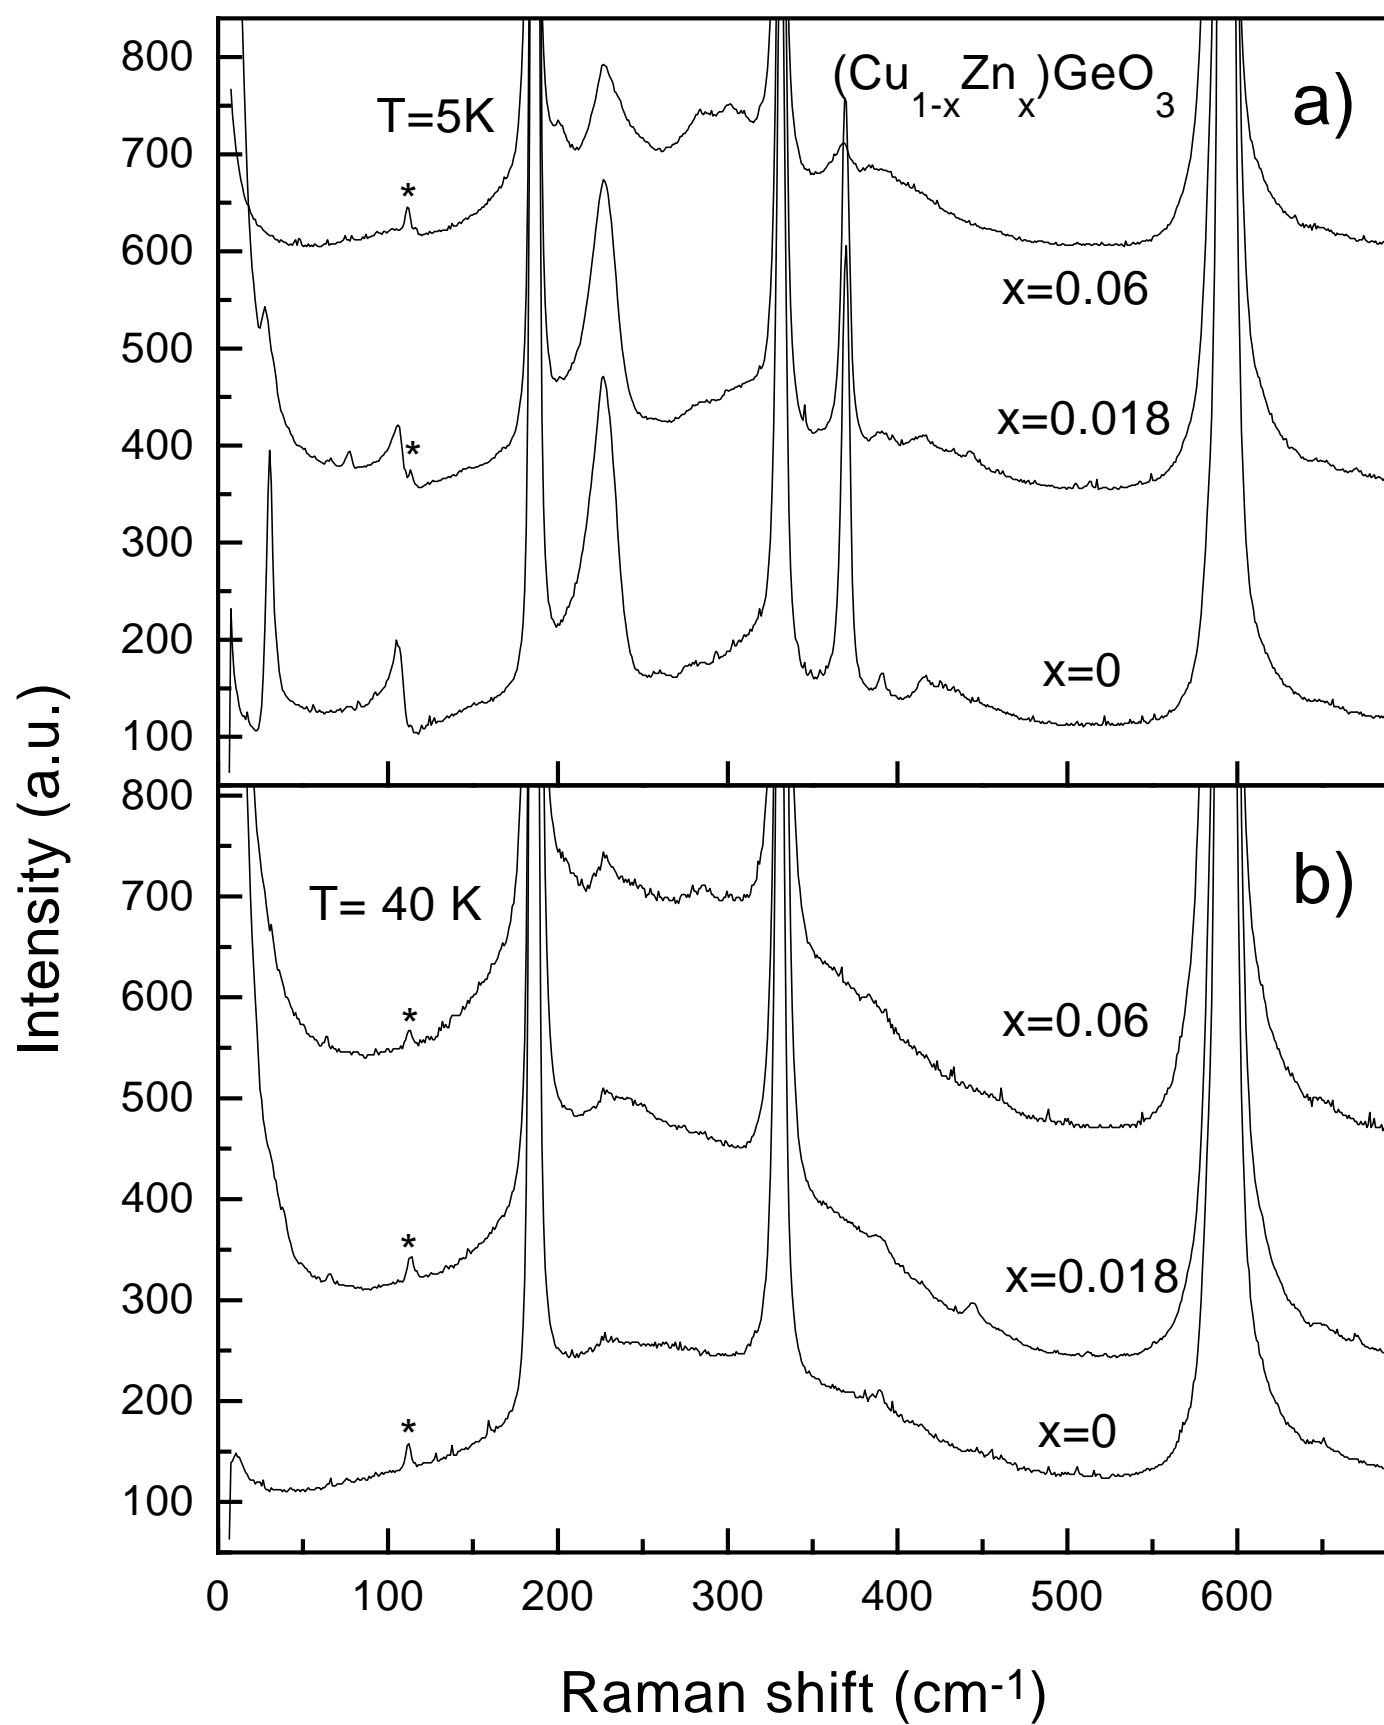 (Cu1-xZnx)GeO3
a)
T=5K
*
x=0.06
x=0.018
*
x=0
800
700
600
500
400
300
200
100
Intensity (a.u.)
b)
T= 40 K
*
x=0.06
*
x=0.018
*
x=0
800
700
600
500
400
300
200
100
0 100 200 300 400 500 600
Raman shift (cm-1)